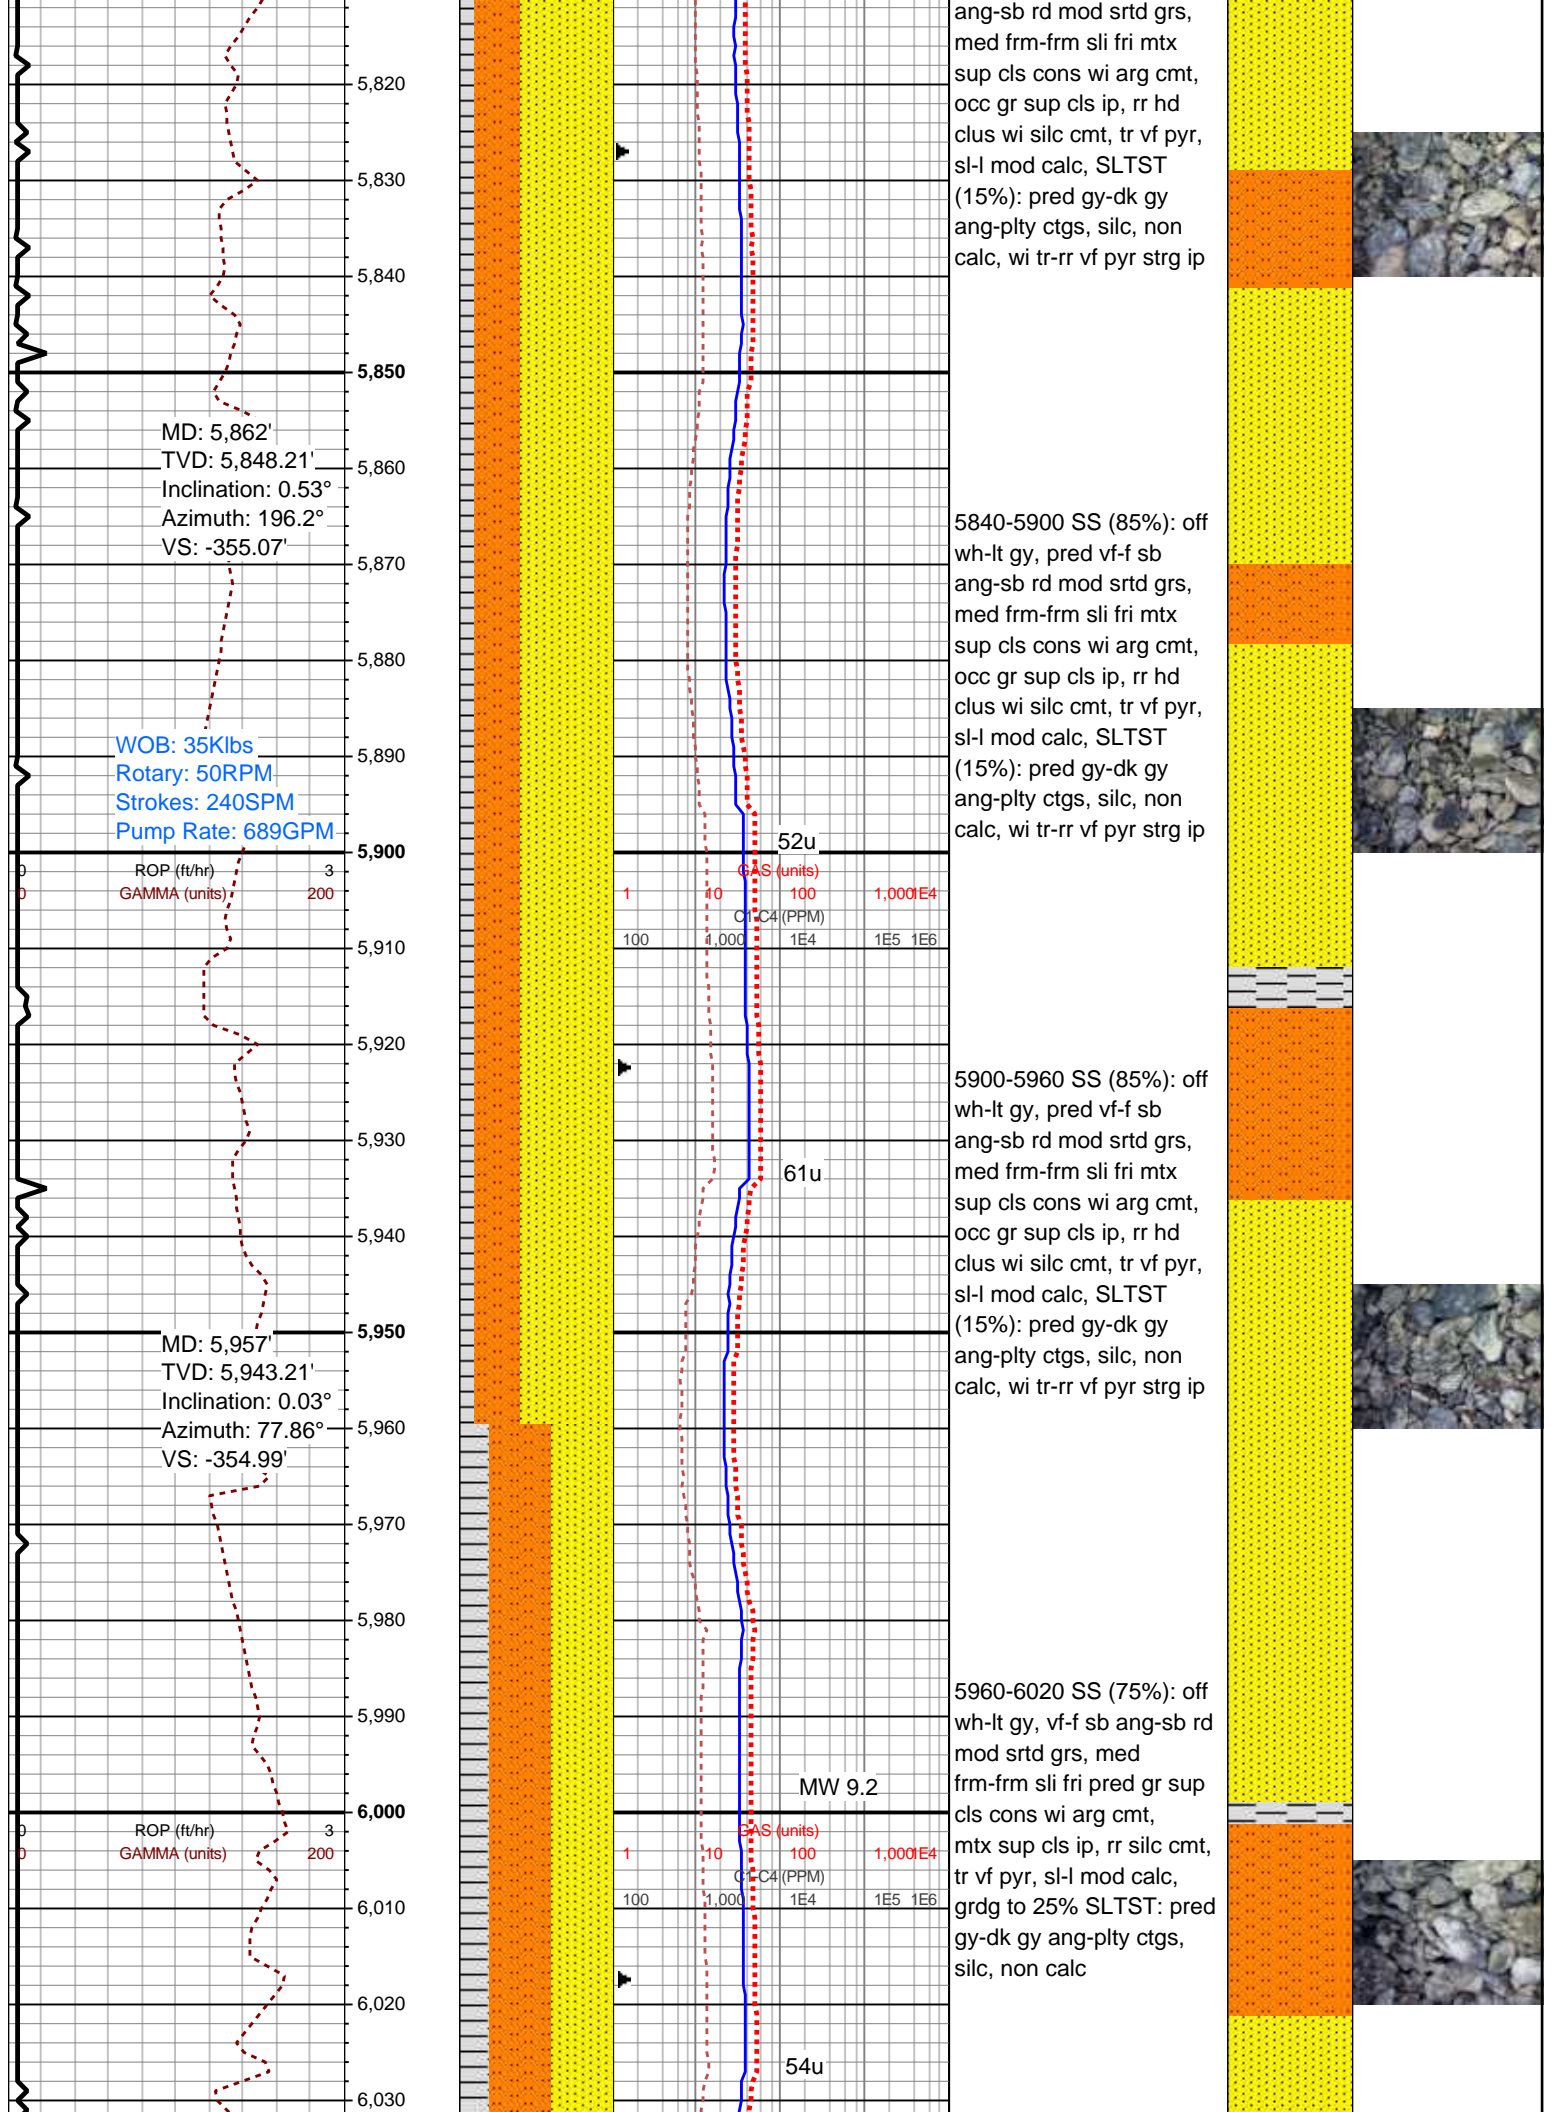 ang-sb rd mod srtd grs,
med frm-frm sli fri mtx
sup cls cons wi arg cmt,
occ gr sup cls ip, rr hd
clus wi silc cmt, tr vf pyr,
sl-l mod calc, SLTST
(15%): pred gy-dk gy
ang-plty ctgs, silc, non
calc, wi tr-rr vf pyr strg ip
5,820
5,830
5,840
5,850
MD: 5,862'
TVD: 5,848.21'
Inclination: 0.53°
Azimuth: 196.2°
VS: -355.07'
5,860
5,870
5,880
5840-5900 SS (85%): off
wh-lt gy, pred vf-f sb
ang-sb rd mod srtd grs,
med frm-frm sli fri mtx
sup cls cons wi arg cmt,
occ gr sup cls ip, rr hd
clus wi silc cmt, tr vf pyr,
sl-l mod calc, SLTST
(15%): pred gy-dk gy
ang-plty ctgs, silc, non
calc, wi tr-rr vf pyr strg ip
WOB: 35Klbs
Rotary: 50RPM
Strokes: 240SPM
Pump Rate: 689GPM
5,890
5,900
52u
0 ROP (ft/hr) 3
0 GAMMA (units) 200
GAS (units)
1 10 100 1,000 1E4
C1-C4 (PPM)
100 1,000 1E4 1E5 1E6
5,910
5,920
5,930
61u
5,940
5,950
5900-5960 SS (85%): off
wh-lt gy, pred vf-f sb
ang-sb rd mod srtd grs,
med frm-frm sli fri mtx
sup cls cons wi arg cmt,
occ gr sup cls ip, rr hd
clus wi silc cmt, tr vf pyr,
sl-l mod calc, SLTST
(15%): pred gy-dk gy
ang-plty ctgs, silc, non
calc, wi tr-rr vf pyr strg ip
MD: 5,957'
TVD: 5,943.21'
Inclination: 0.03°
Azimuth: 77.86°
VS: -354.99'
5,960
5,970
5,980
5,990
MW 9.2
6,000
0 ROP (ft/hr) 3
0 GAMMA (units) 200
GAS (units)
1 10 100 1,000 1E4
C1-C4 (PPM)
100 1,000 1E4 1E5 1E6
5960-6020 SS (75%): off
wh-lt gy, vf-f sb ang-sb rd
mod srtd grs, med
frm-frm sli fri pred gr sup
cls cons wi arg cmt,
mtx sup cls ip, rr silc cmt,
tr vf pyr, sl-l mod calc,
grdg to 25% SLTST: pred
gy-dk gy ang-plty ctgs,
silc, non calc
6,010
6,020
54u
6,030